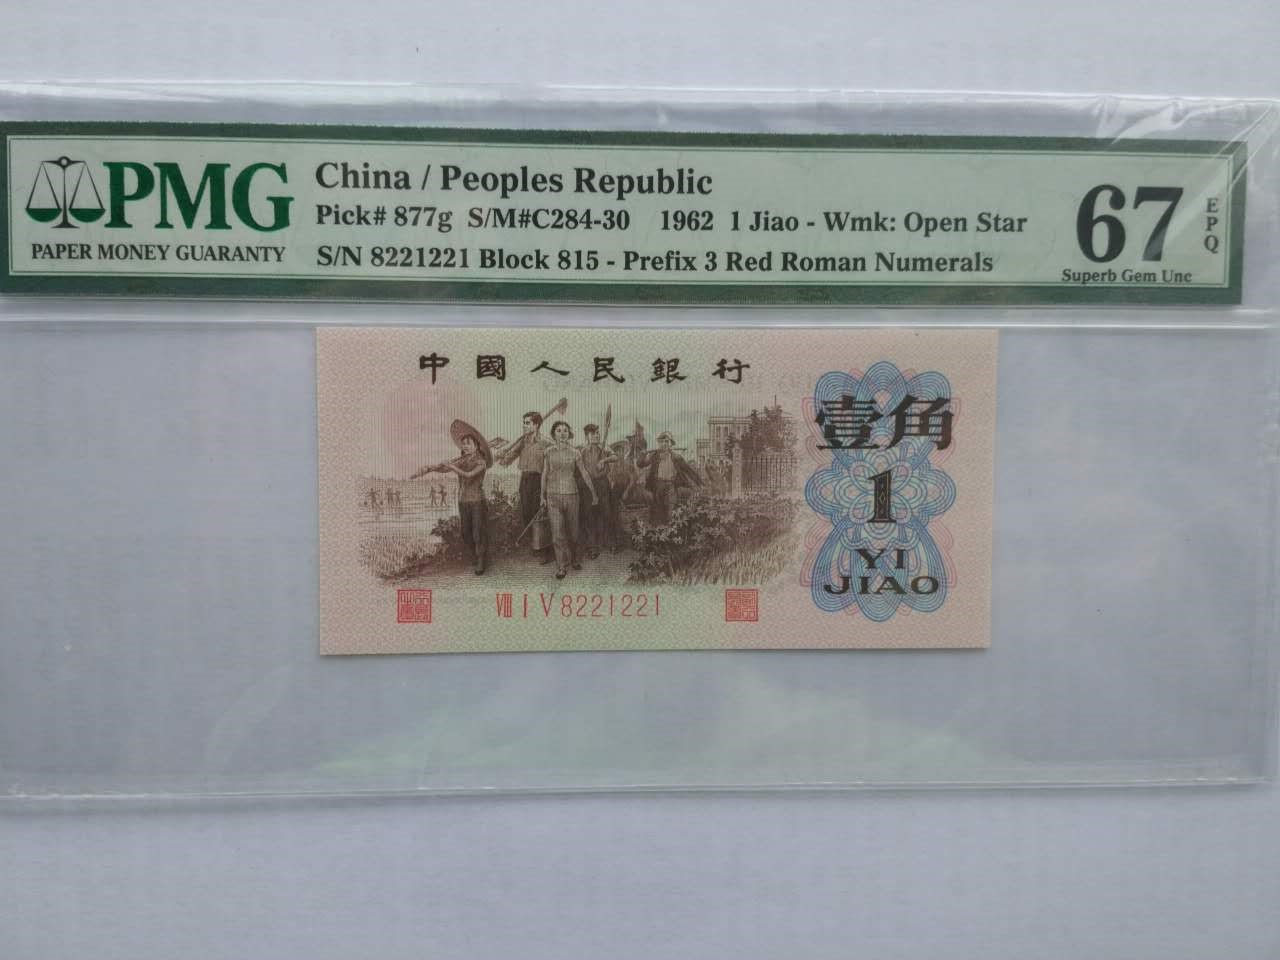 PMG
PAPER MONEY GUARANTY
China / Peoples Republic
Pick# 877g S/M#C284-30 1962 1 Jiao - Wmk: Open Star
S/N 8221221 Block 815 - Prefix 3 Red Roman Numerals
67
EPQ
Superb Gem Unc
中國人民銀行
壹角
1
YI
JIAO
VIII I V 8221221